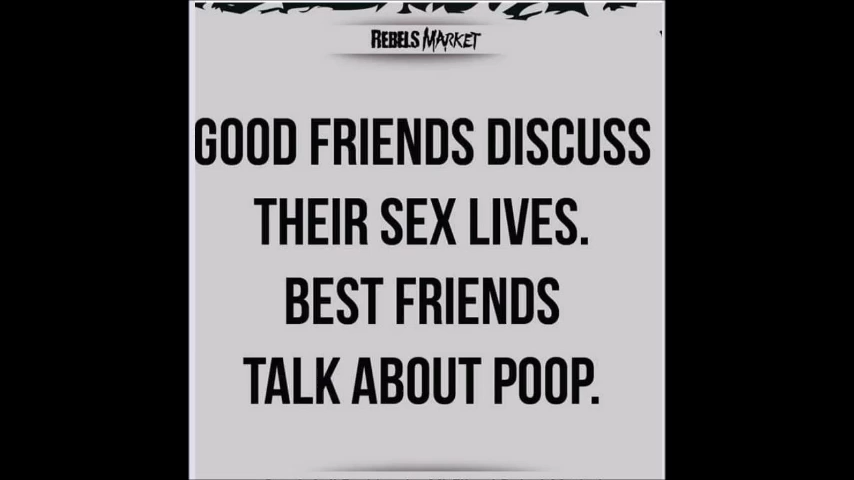 REBELS MARKET
GOOD FRIENDS DISCUSS
THEIR SEX LIVES.
BEST FRIENDS
TALK ABOUT POOP.